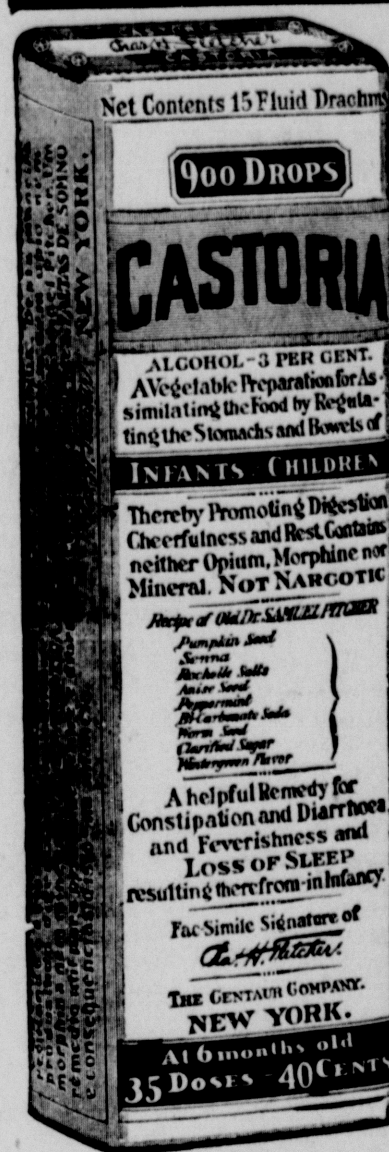 Chas. H. Fletcher
CASTORIA
Net Contents 15 Fluid Drachms
900 DROPS
CASTORIA
ALCOHOL-3 PER CENT.
A Vegetable Preparation for As-
similating the Food by Regula-
ting the Stomachs and Bowels of
INFANTS CHILDREN
Thereby Promoting Digestion
Cheerfulness and Rest. Contains
neither Opium, Morphine nor
Mineral. NOT NARCOTIC
Recipe of Old Dr. SAMUEL PITCHER
Pumpkin Seed
Senna
Rochelle Salts
Anise Seed
Peppermint
Bi-Carbonate Soda
Worm Seed
Clarified Sugar
Wintergreen Flavor
A helpful Remedy for
Constipation and Diarrhoea
and Feverishness and
LOSS OF SLEEP
resulting therefrom in Infancy.
Fac Simile Signature of
Chas. H. Fletcher.
THE CENTAUR COMPANY.
NEW YORK.
At 6 months old
35 DOSES - 40 CENTS
NEW YORK.